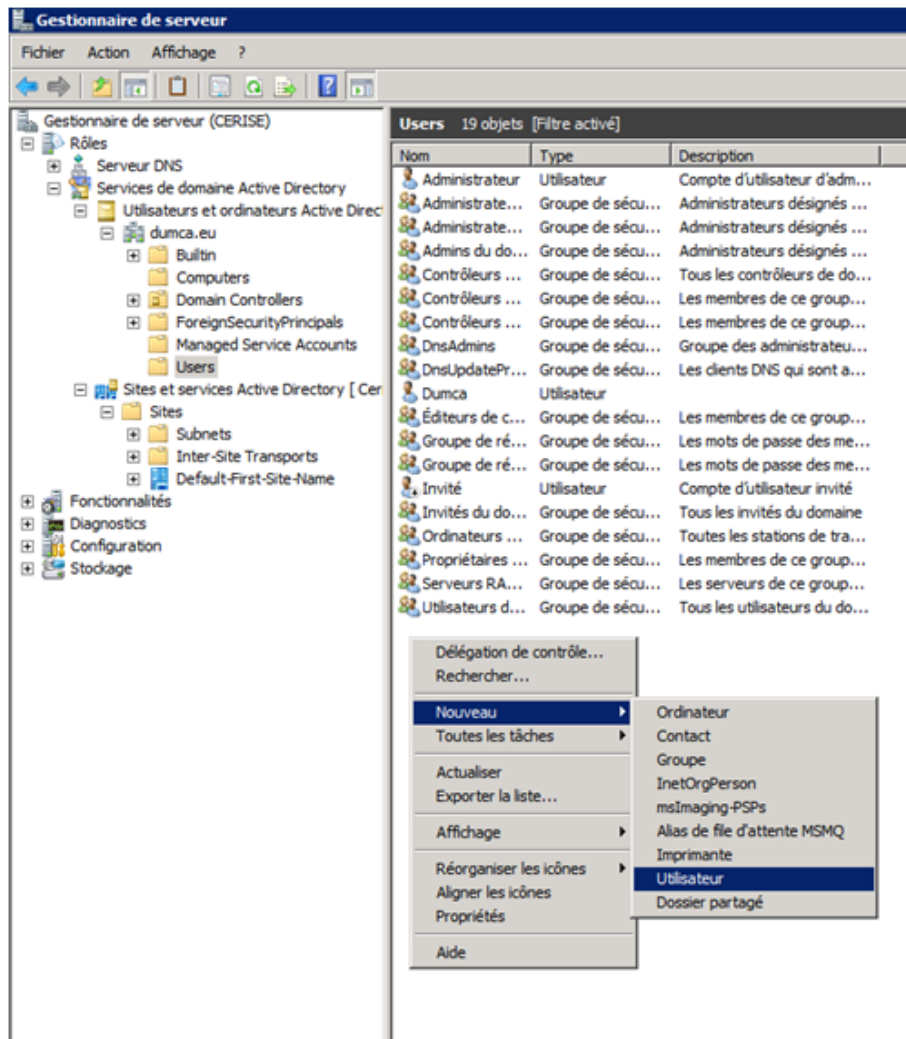 Gestionnaire de serveur
Fichier Action Affichage ?
Gestionnaire de serveur (CERISE)
Rôles
Serveur DNS
Services de domaine Active Directory
Utilisateurs et ordinateurs Active Direc
dumca.eu
Builtin
Computers
Domain Controllers
ForeignSecurityPrincipals
Managed Service Accounts
Users
Sites et services Active Directory [ Cer
Sites
Subnets
Inter-Site Transports
Default-First-Site-Name
Fonctionnalités
Diagnostics
Configuration
Stockage
Users 19 objets [Filtre activé]
Nom Type Description
Administrateur Utilisateur Compte d'utilisateur d'adm...
Administrate... Groupe de sécu... Administrateurs désignés ...
Administrate... Groupe de sécu... Administrateurs désignés ...
Admins du do... Groupe de sécu... Administrateurs désignés ...
Contrôleurs ... Groupe de sécu... Tous les contrôleurs de do...
Contrôleurs ... Groupe de sécu... Les membres de ce group...
Contrôleurs ... Groupe de sécu... Les membres de ce group...
DnsAdmins Groupe de sécu... Groupe des administrateu...
DnsUpdatePr... Groupe de sécu... Les clients DNS qui sont a...
Dumca Utilisateur
Éditeurs de c... Groupe de sécu... Les membres de ce group...
Groupe de ré... Groupe de sécu... Les mots de passe des me...
Groupe de ré... Groupe de sécu... Les mots de passe des me...
Invité Utilisateur Compte d'utilisateur invité
Invités du do... Groupe de sécu... Tous les invités du domaine
Ordinateurs ... Groupe de sécu... Toutes les stations de tra...
Propriétaires ... Groupe de sécu... Les membres de ce group...
Serveurs RA... Groupe de sécu... Les serveurs de ce group...
Utilisateurs d... Groupe de sécu... Tous les utilisateurs du do...
Délégation de contrôle...
Rechercher...
Nouveau
Toutes les tâches
Actualiser
Exporter la liste...
Affichage
Réorganiser les icônes
Aligner les icônes
Propriétés
Aide
Ordinateur
Contact
Groupe
InetOrgPerson
msImaging-PSPs
Alias de file d'attente MSMQ
Imprimante
Utilisateur
Dossier partagé